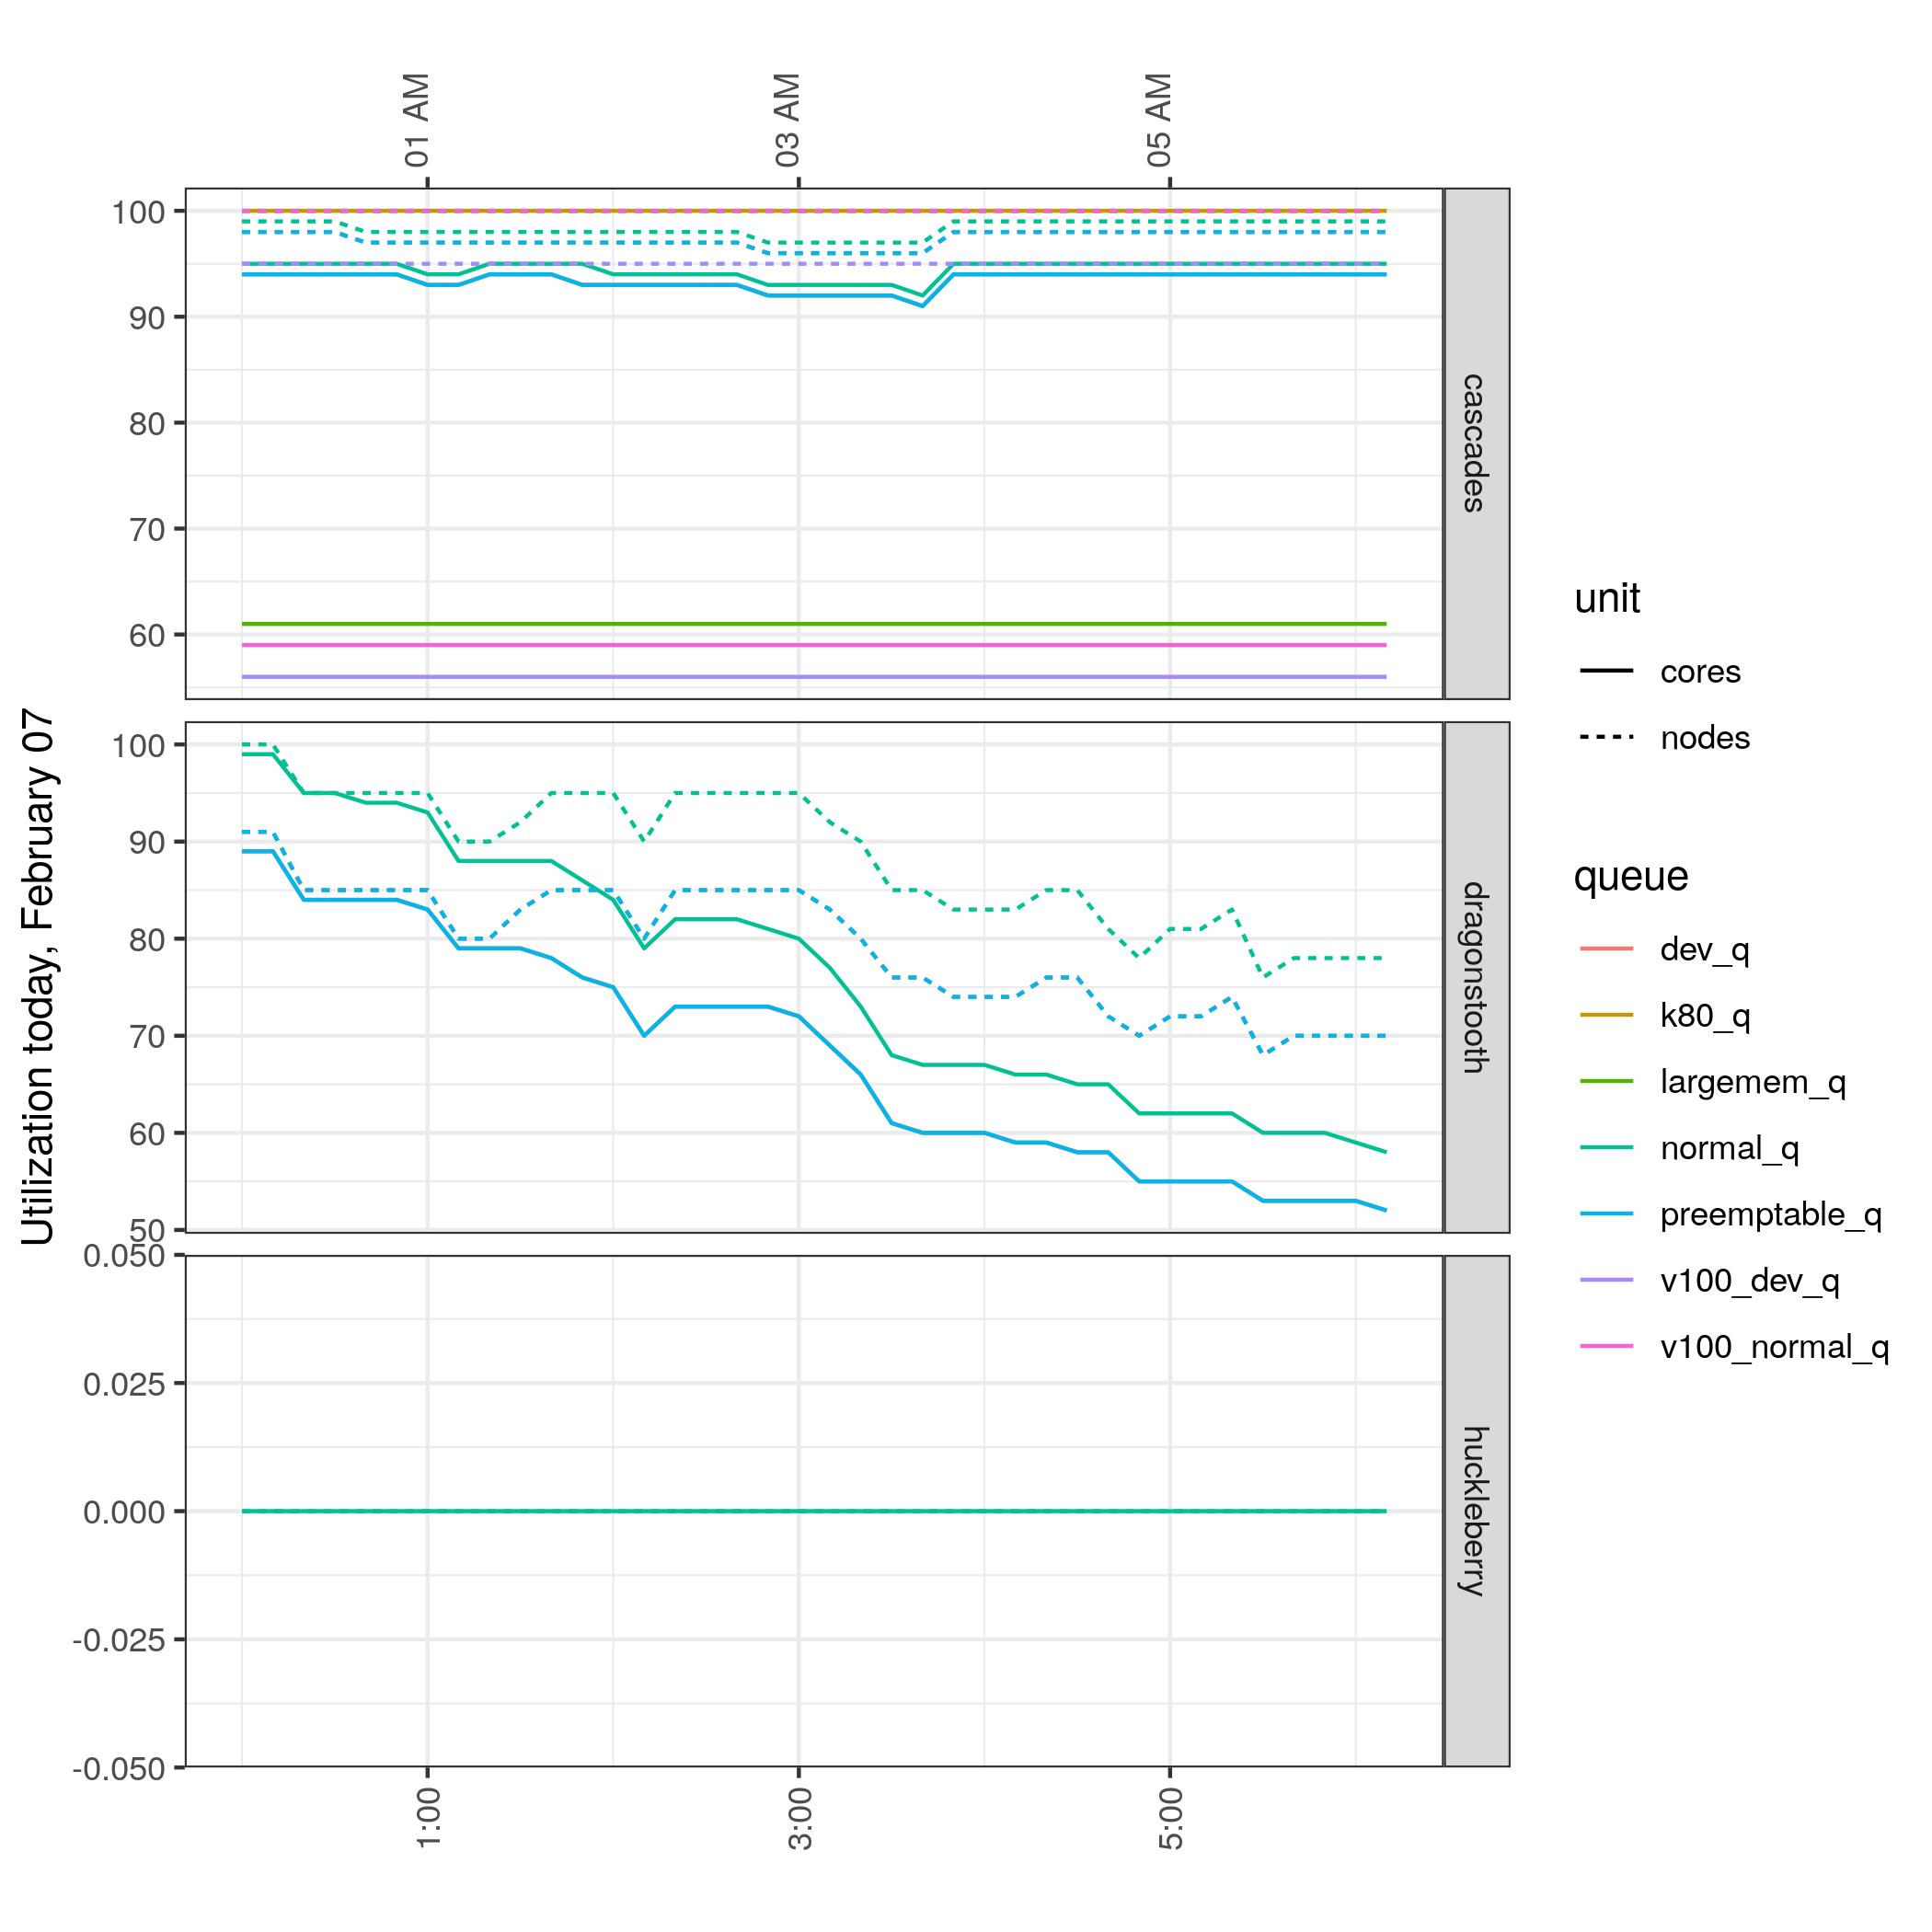 01 AM
03 AM
05 AM
Utilization today, February 07
100
90
80
70
60
cascades
100
90
80
70
60
50
dragonstooth
0.050
0.025
0.000
-0.025
-0.050
huckleberry
1:00
3:00
5:00
unit
cores
nodes
queue
dev_q
k80_q
largemem_q
normal_q
preemptable_q
v100_dev_q
v100_normal_q